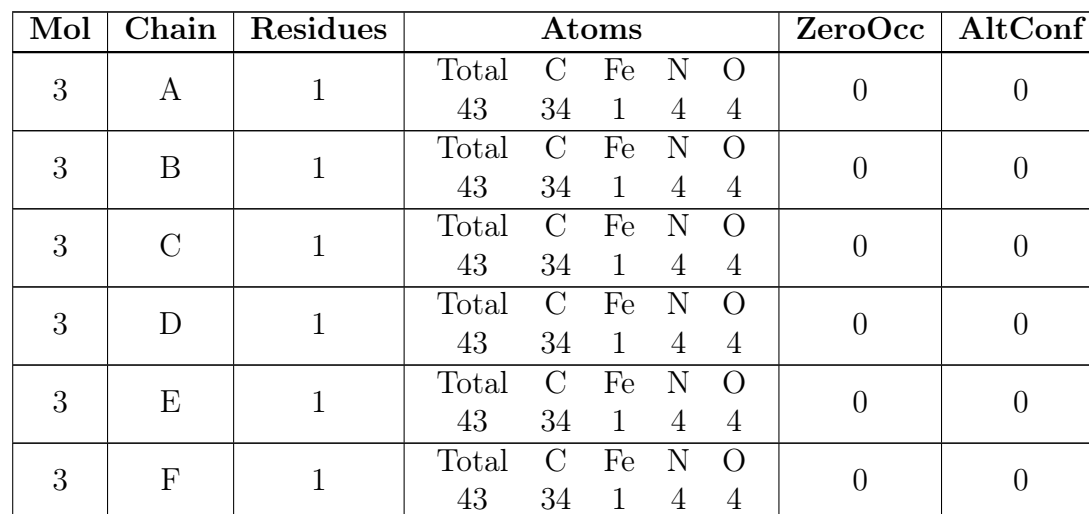 Mol Chain Residues Atoms ZeroOcc AltConf
3 A 1 Total C Fe N O 0 0
43 34 1 4 4
3 B 1 Total C Fe N O 0 0
43 34 1 4 4
3 C 1 Total C Fe N O 0 0
43 34 1 4 4
3 D 1 Total C Fe N O 0 0
43 34 1 4 4
3 E 1 Total C Fe N O 0 0
43 34 1 4 4
3 F 1 Total C Fe N O 0 0
43 34 1 4 4